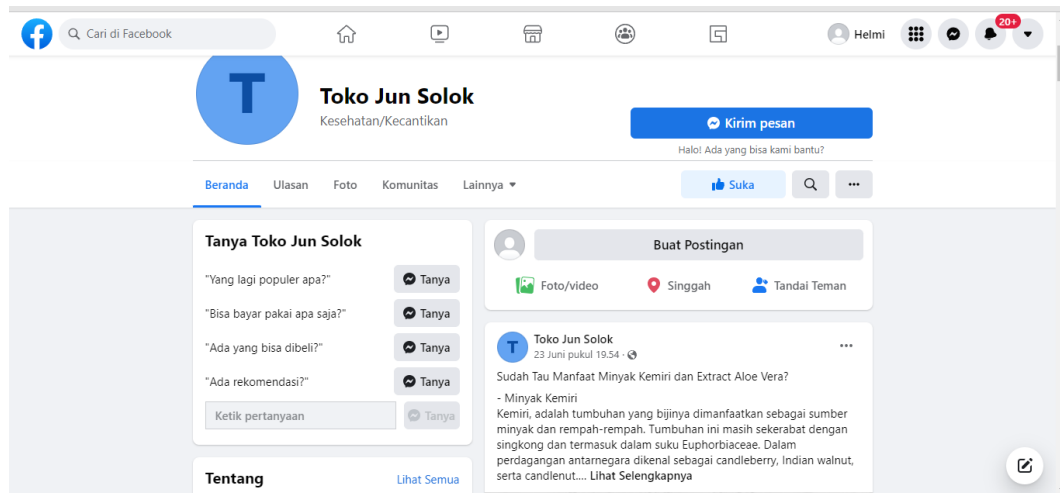 Cari di Facebook
Helmi
20+
T
Toko Jun Solok
Kesehatan/Kecantikan
Kirim pesan
Halo! Ada yang bisa kami bantu?
Beranda Ulasan Foto Komunitas Lainnya
Suka
Tanya Toko Jun Solok
"Yang lagi populer apa?" Tanya
"Bisa bayar pakai apa saja?" Tanya
"Ada yang bisa dibeli?" Tanya
"Ada rekomendasi?" Tanya
Ketik pertanyaan Tanya
Tentang Lihat Semua
Buat Postingan
Foto/video Singgah Tandai Teman
T
Toko Jun Solok
23 Juni pukul 19.54 ·
Sudah Tau Manfaat Minyak Kemiri dan Extract Aloe Vera?
- Minyak Kemiri
Kemiri, adalah tumbuhan yang bijinya dimanfaatkan sebagai sumber
minyak dan rempah-rempah. Tumbuhan ini masih sekerabat dengan
singkong dan termasuk dalam suku Euphorbiaceae. Dalam
perdagangan antarnegara dikenal sebagai candleberry, Indian walnut,
serta candlenut.... Lihat Selengkapnya